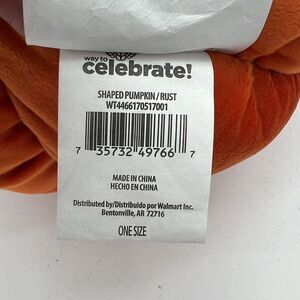 way to
celebrate!
SHAPED PUMPKIN / RUST
WT4466170517001
7 35732 49766 7
MADE IN CHINA
HECHO EN CHINA
Distributed by/Distribuido por Walmart Inc.
Bentonville, AR 72716
ONE SIZE